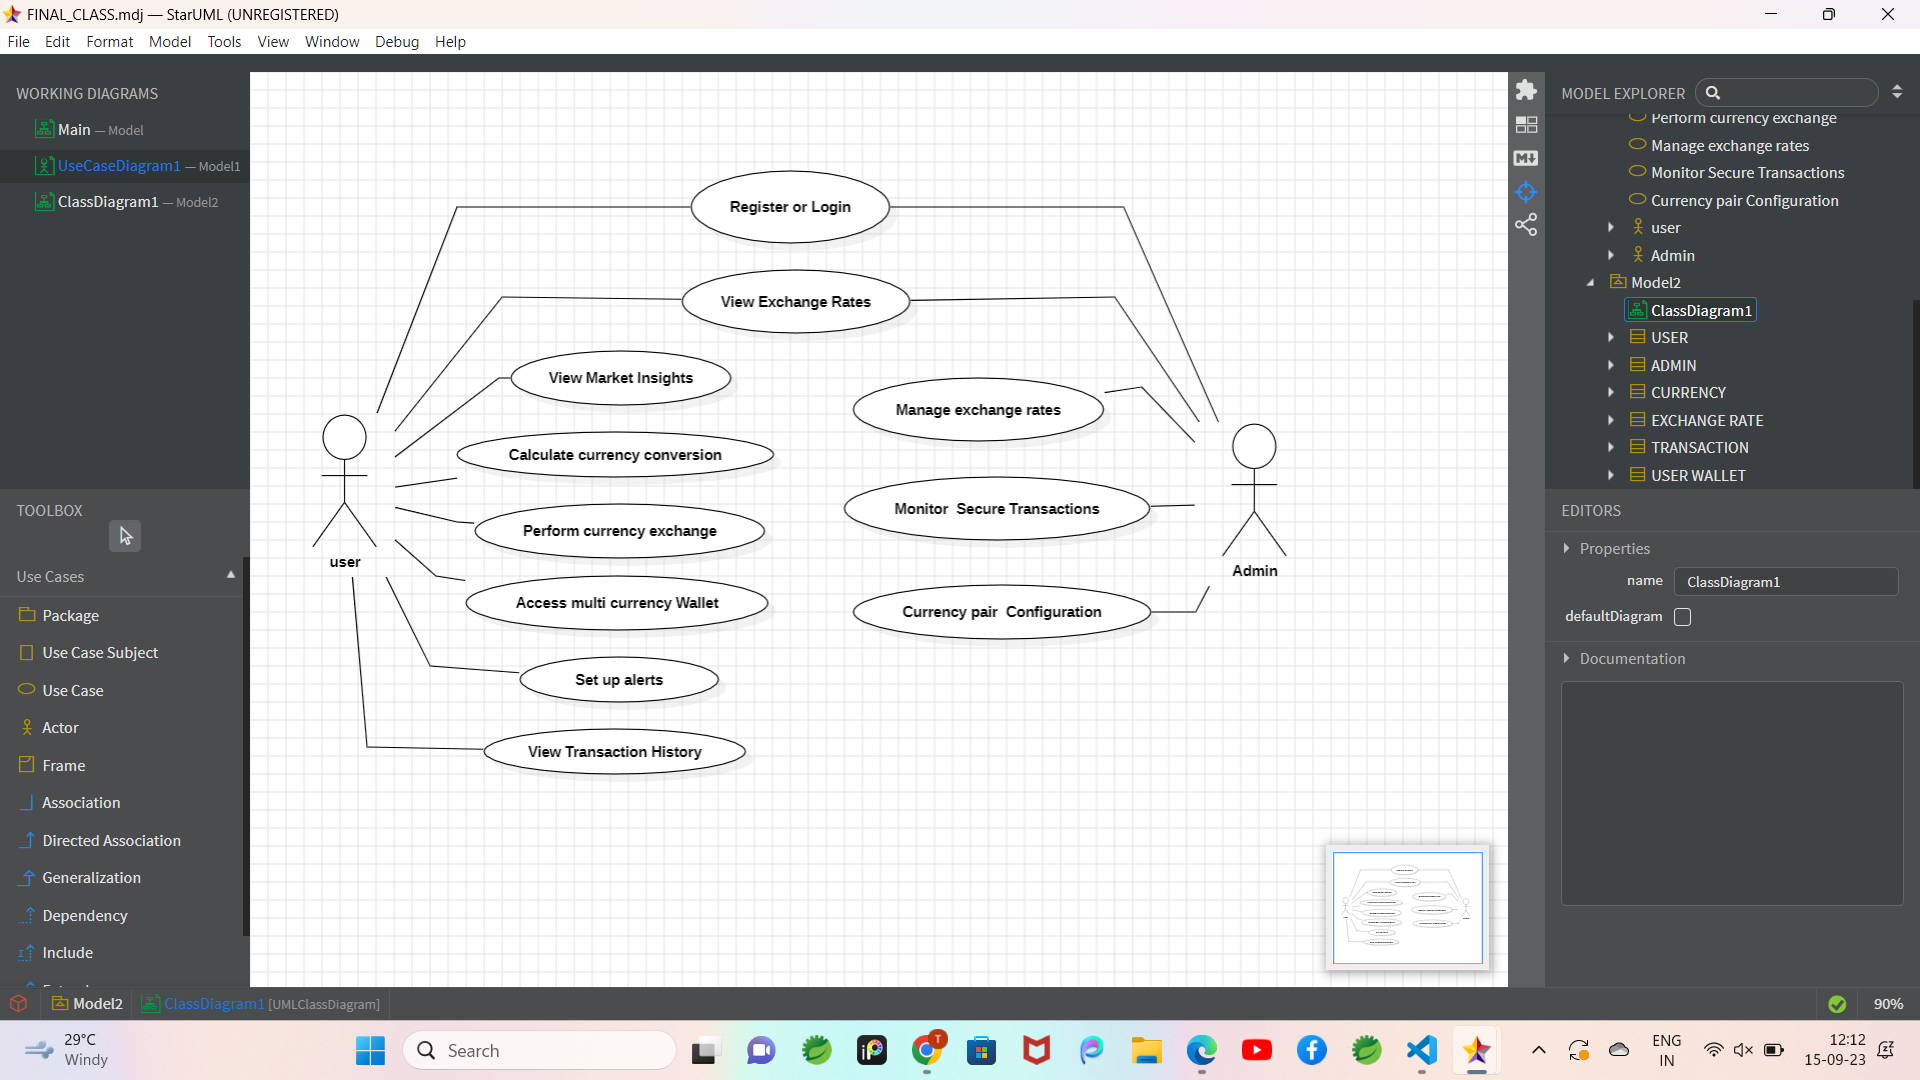 FINAL_CLASS.mdj — StarUML (UNREGISTERED)
File Edit Format Model Tools View Window Debug Help
WORKING DIAGRAMS
Main — Model
UseCaseDiagram1 — Model1
ClassDiagram1 — Model2
TOOLBOX
Use Cases
Package
Use Case Subject
Use Case
Actor
Frame
Association
Directed Association
Generalization
Dependency
Include
Register or Login
View Exchange Rates
View Market Insights
Calculate currency conversion
Perform currency exchange
Access multi currency Wallet
Set up alerts
View Transaction History
user
Manage exchange rates
Monitor  Secure Transactions
Currency pair  Configuration
Admin
MODEL EXPLORER
Perform currency exchange
Manage exchange rates
Monitor Secure Transactions
Currency pair Configuration
user
Admin
Model2
ClassDiagram1
USER
ADMIN
CURRENCY
EXCHANGE RATE
TRANSACTION
USER WALLET
EDITORS
Properties
name ClassDiagram1
defaultDiagram
Documentation
Model2 ClassDiagram1 [UMLClassDiagram] 90%
29°C
Windy
Search
ENG
IN
12:12
15-09-23